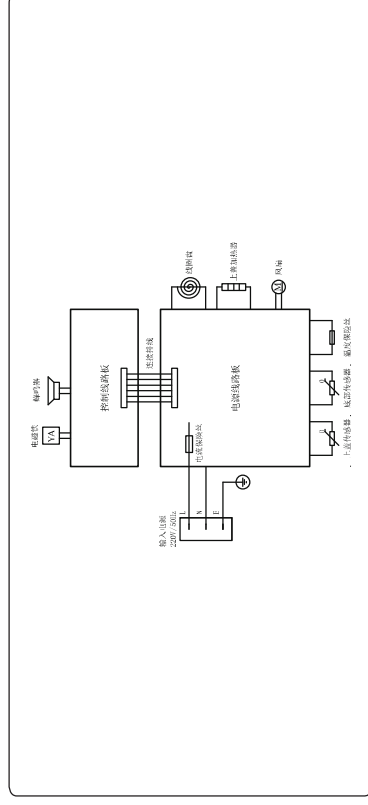 电磁铁
蜂鸣器
YA
控制线路板
连接排线
输入电源
220V/50Hz
L
N
E
电流保险丝
电源线路板
线圈盘
上盖加热器
M
风扇
上盖传感器
底部传感器
温度保险丝